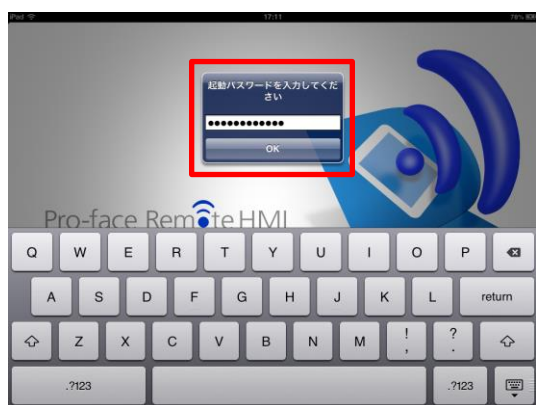 iPad 17:11 78%
起動パスワードを入力してくだ
さい
••••••••••••
OK
Pro-face Remote HMI
Q W E R T Y U I O P
A S D F G H J K L return
Z X C V B N M ! , ? .
.?123 .?123